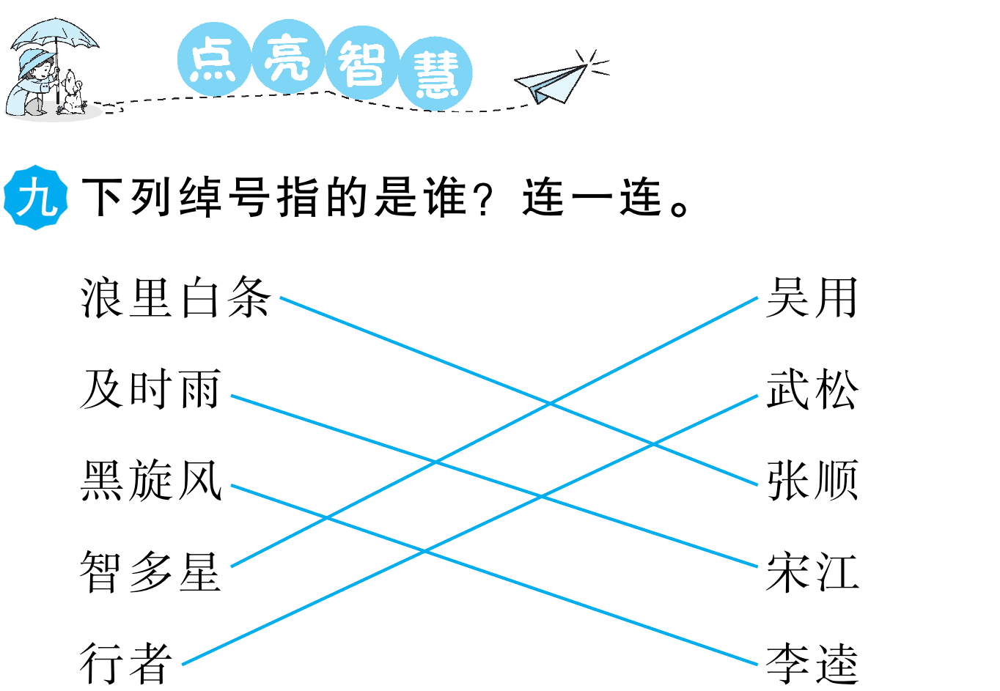 点亮智慧
九 下列绰号指的是谁？连一连。
浪里白条 吴用
及时雨 武松
黑旋风 张顺
智多星 宋江
行者 李逵